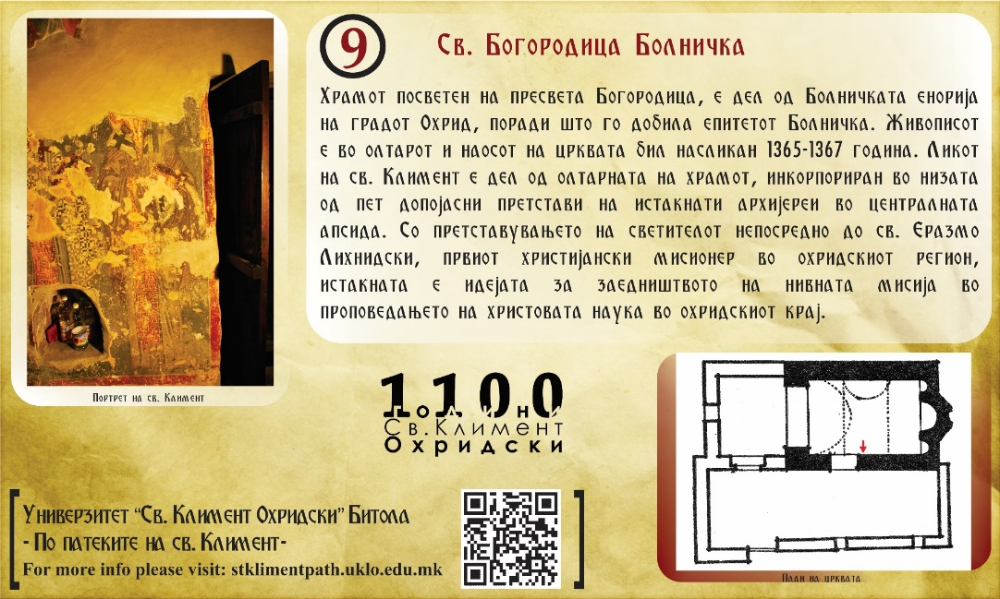 9
Св. Богородица Болничка
Храмот посветен на пресвета Богородица, е дел од Болничката енорија
на градот Охрид, поради што го добила епитетот Болничка. Живописот
е во олтарот и наосот на црквата бил насликан 1365-1367 година. Ликот
на св. Климент е дел од олтарната на храмот, инкорпориран во низата
од пет допојасни претстави на истакнати архијереи во централната
апсида. Со претставувањето на светителот непосредно до св. Еразмо
Лихнидски, првиот христијански мисионер во охридскиот регион,
истакната е идејата за заедништвото на нивната мисија во
проповедањето на христовата наука во охридскиот крај.
Портрет на св. Климент
1100
години
Св.Климент
Охридски
Универзитет “Св. Климент Охридски” Битола
- По патеките на св. Климент-
For more info please visit: stklimentpath.uklo.edu.mk
План на црквата